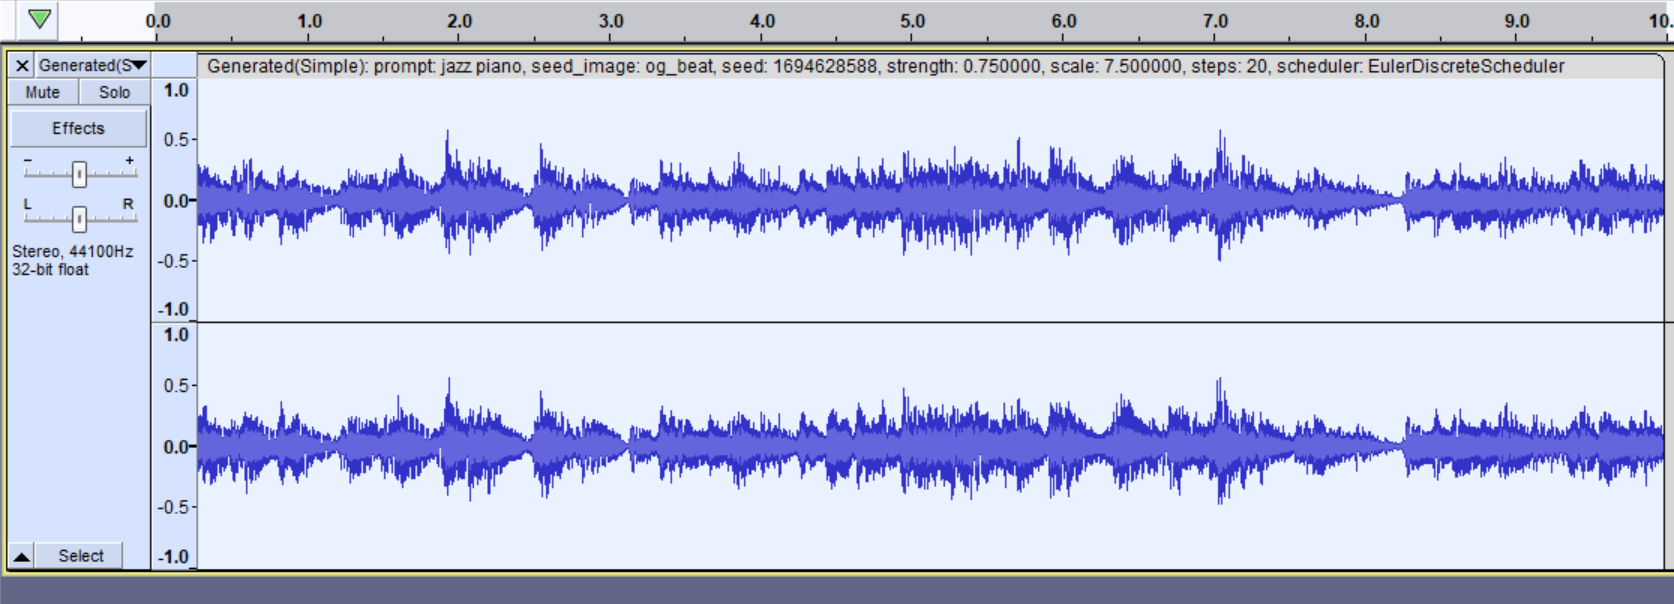 0.0 1.0 2.0 3.0 4.0 5.0 6.0 7.0 8.0 9.0 10.
Generated(S
Generated(Simple): prompt: jazz piano, seed_image: og_beat, seed: 1694628588, strength: 0.750000, scale: 7.500000, steps: 20, scheduler: EulerDiscreteScheduler
Mute Solo
Effects
- +
L R
Stereo, 44100Hz
32-bit float
Select
1.0
0.5
0.0
-0.5
-1.0
1.0
0.5
0.0
-0.5
-1.0